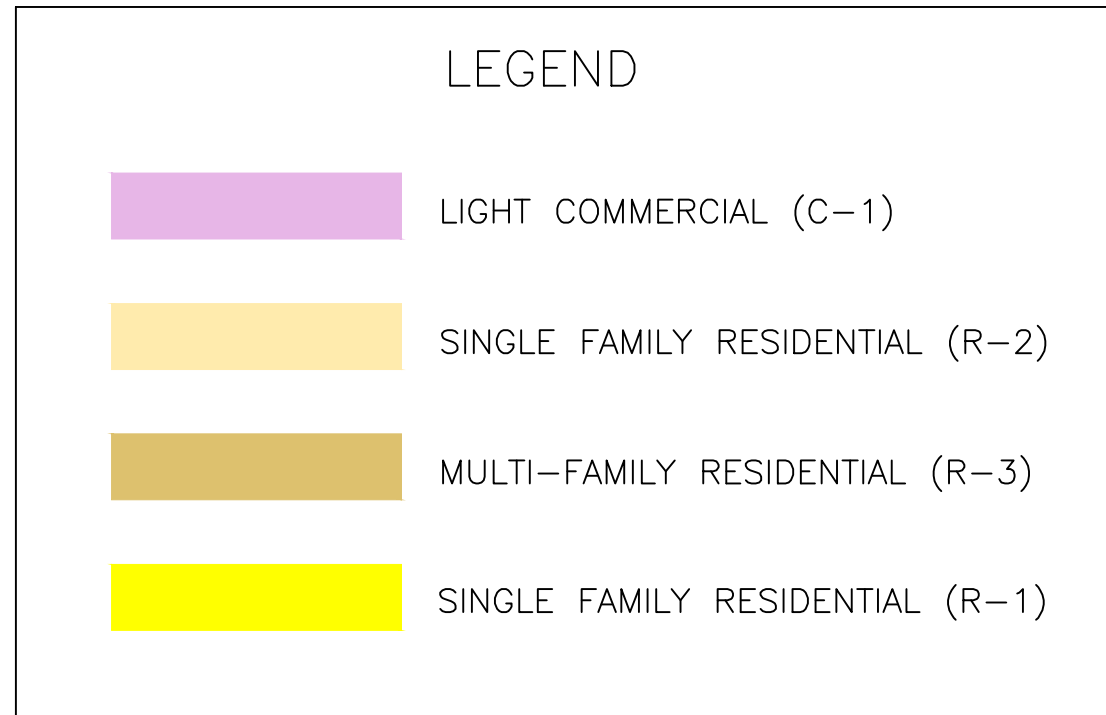 LEGEND
LIGHT COMMERCIAL (C-1)
SINGLE FAMILY RESIDENTIAL (R-2)
MULTI-FAMILY RESIDENTIAL (R-3)
SINGLE FAMILY RESIDENTIAL (R-1)